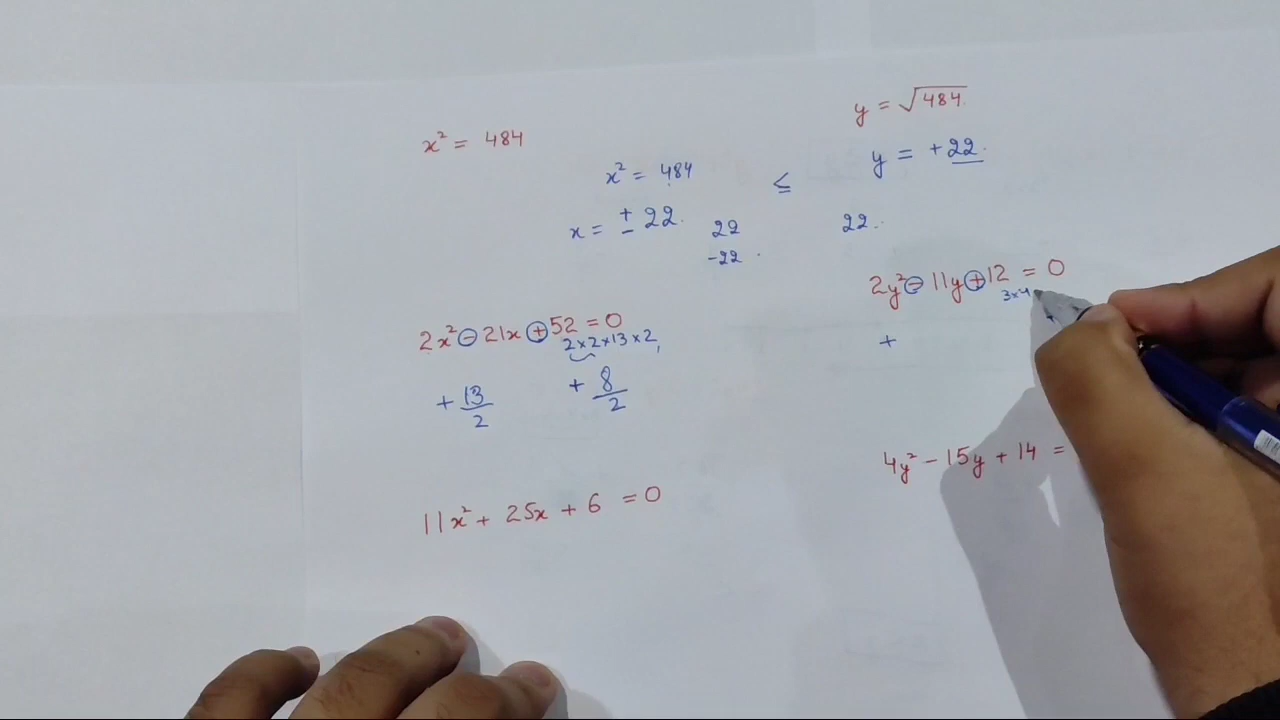 x² = 484
y = √484
x² = 484
≤
y = +22.
x = ± 22.
22
-22.
22.
2x² - 21x + 52 = 0
2×2×13×2,
+ 13/2
+ 8/2
2y² - 11y + 12 = 0
3×4
+
11x² + 25x + 6 = 0
4y² - 15y + 14 =